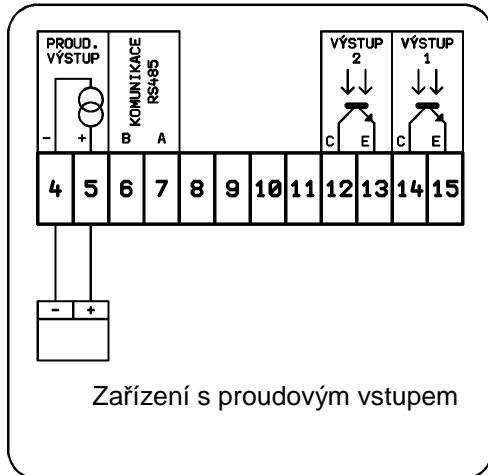 PROUD.
VÝSTUP
- +
KOMUNIKACE
RS485
B A
VÝSTUP
2
C E
VÝSTUP
1
C E
4 5 6 7 8 9 10 11 12 13 14 15
- +
Zařízení s proudovým vstupem